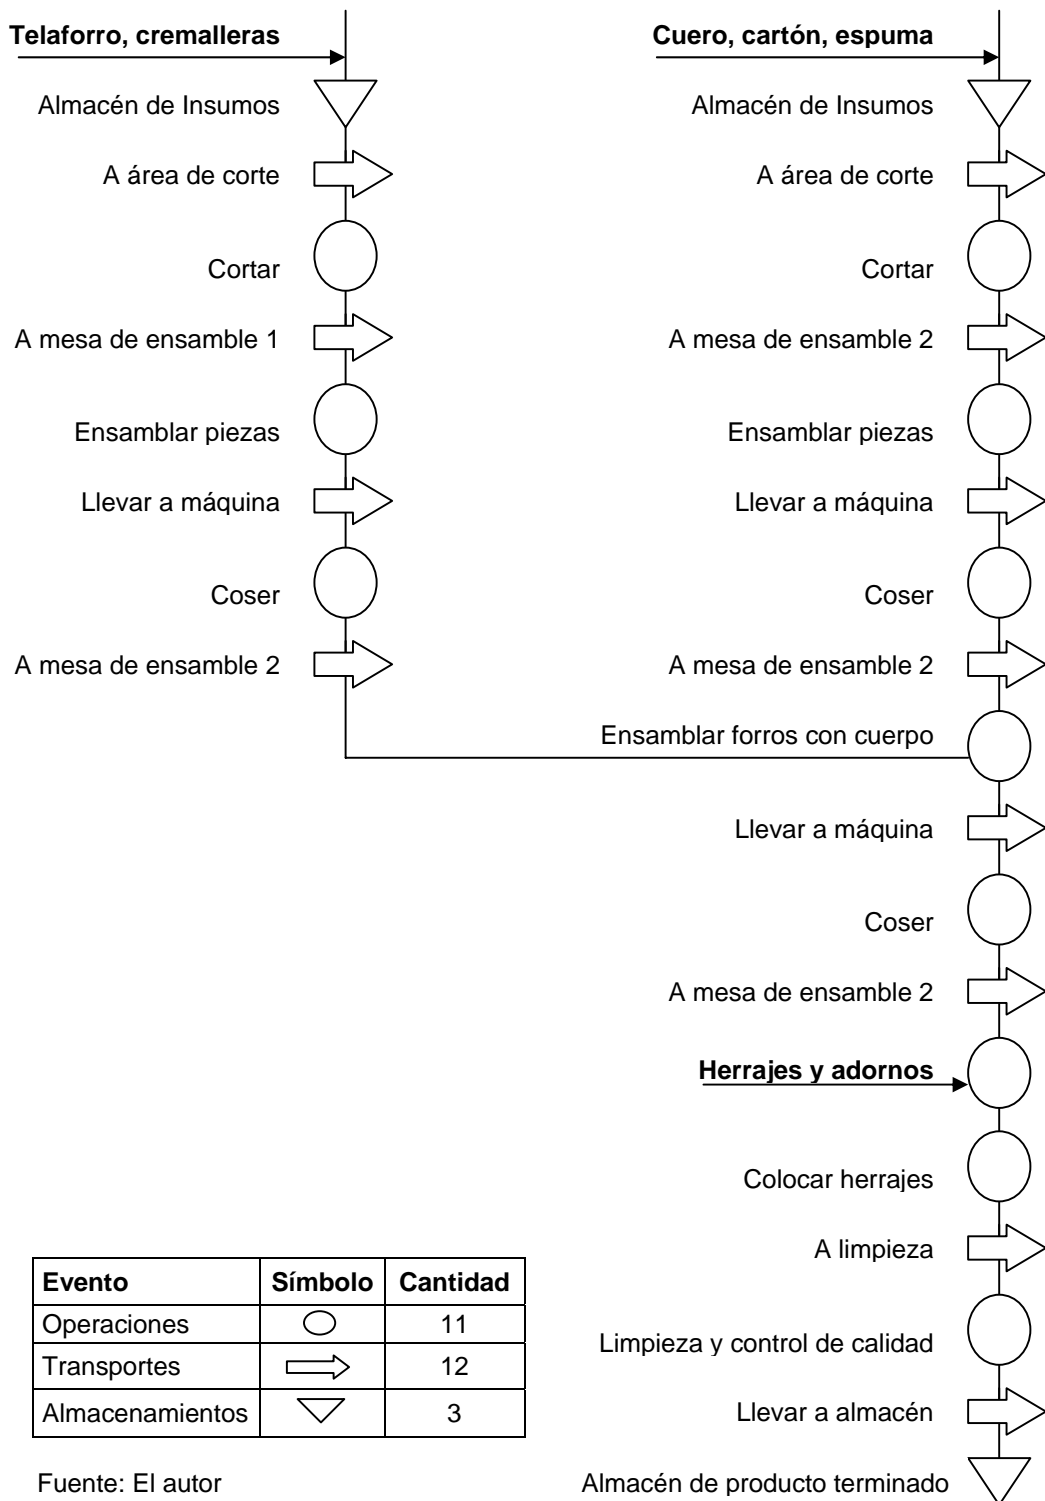 Telaforro, cremalleras
Almacén de Insumos
A área de corte
Cortar
A mesa de ensamble 1
Ensamblar piezas
Llevar a máquina
Coser
A mesa de ensamble 2
Cuero, cartón, espuma
Almacén de Insumos
A área de corte
Cortar
A mesa de ensamble 2
Ensamblar piezas
Llevar a máquina
Coser
A mesa de ensamble 2
Ensamblar forros con cuerpo
Llevar a máquina
Coser
A mesa de ensamble 2
Herrajes y adornos
Colocar herrajes
A limpieza
Limpieza y control de calidad
Llevar a almacén
Almacén de producto terminado
Evento Símbolo Cantidad
Operaciones 11
Transportes 12
Almacenamientos 3
Fuente: El autor